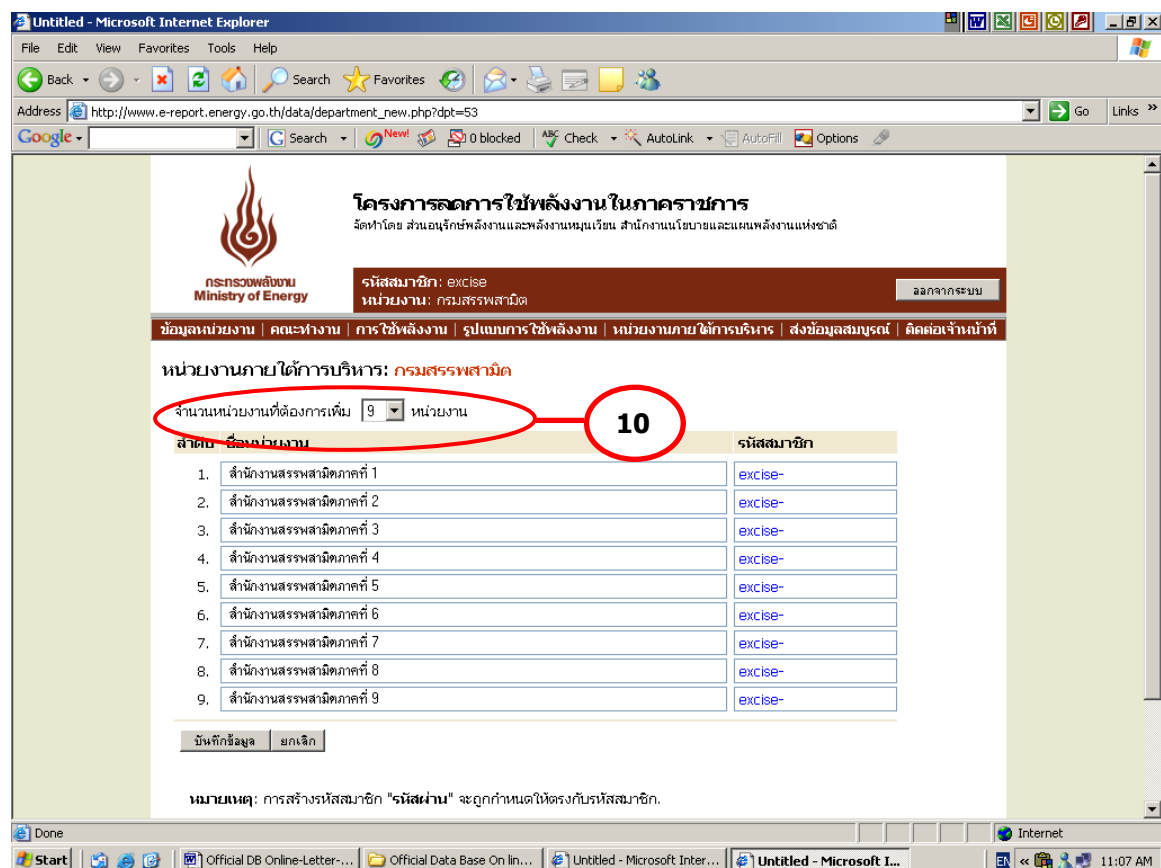 Untitled - Microsoft Internet Explorer
File Edit View Favorites Tools Help
Back Search Favorites
Address http://www.e-report.energy.go.th/data/department_new.php?dpt=53 Go Links »
Google Search New! 0 blocked ABC Check AutoLink AutoFill Options
โครงการลดการใช้พลังงานในภาคราชการ
จัดทำโดย ส่วนอนุรักษ์พลังงานและพลังงานหมุนเวียน สำนักงานนโยบายและแผนพลังงานแห่งชาติ
กระทรวงพลังงาน
Ministry of Energy
รหัสสมาชิก: excise
หน่วยงาน: กรมสรรพสามิต
ออกจากระบบ
ข้อมูลหน่วยงาน | คณะทำงาน | การใช้พลังงาน | รูปแบบการใช้พลังงาน | หน่วยงานภายใต้การบริหาร | ส่งข้อมูลสมบูรณ์ | ติดต่อเจ้าหน้าที่
หน่วยงานภายใต้การบริหาร: กรมสรรพสามิต
จำนวนหน่วยงานที่ต้องการเพิ่ม 9 หน่วยงาน
10
ลำดับ ชื่อหน่วยงาน รหัสสมาชิก
1. สำนักงานสรรพสามิตภาคที่ 1 excise-
2. สำนักงานสรรพสามิตภาคที่ 2 excise-
3. สำนักงานสรรพสามิตภาคที่ 3 excise-
4. สำนักงานสรรพสามิตภาคที่ 4 excise-
5. สำนักงานสรรพสามิตภาคที่ 5 excise-
6. สำนักงานสรรพสามิตภาคที่ 6 excise-
7. สำนักงานสรรพสามิตภาคที่ 7 excise-
8. สำนักงานสรรพสามิตภาคที่ 8 excise-
9. สำนักงานสรรพสามิตภาคที่ 9 excise-
บันทึกข้อมูล ยกเลิก
หมายเหตุ: การสร้างรหัสสมาชิก "รหัสผ่าน" จะถูกกำหนดให้ตรงกับรหัสสมาชิก.
Done Internet
Start Official DB Online-Letter-... Official Data Base On lin... Untitled - Microsoft Inter... Untitled - Microsoft I... EN « 11:07 AM